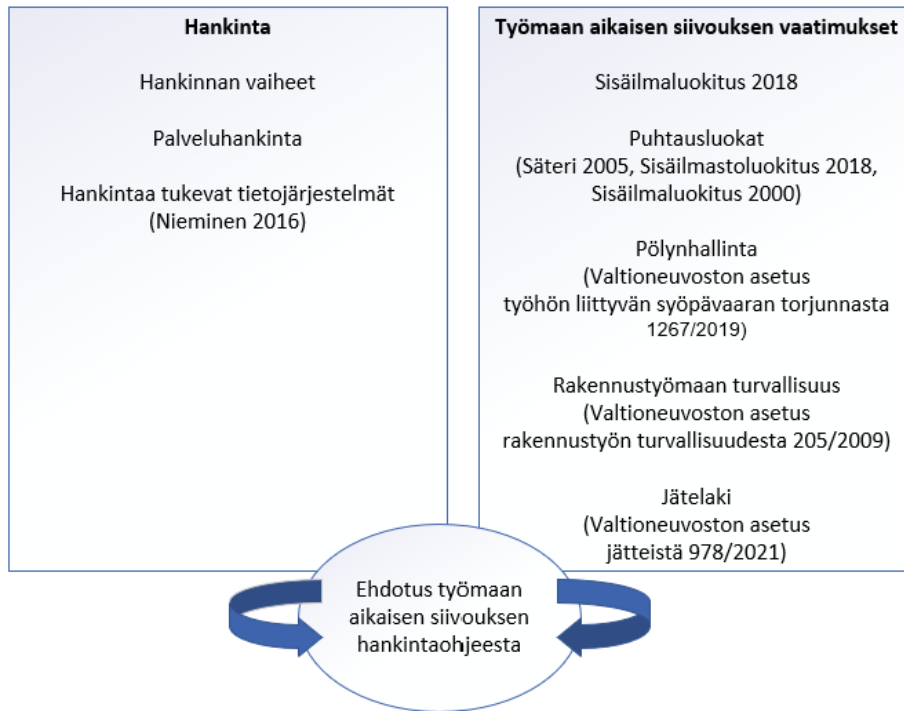 Hankinta
Hankinnan vaiheet
Palveluhankinta
Hankintaa tukevat tietojärjestelmät
(Nieminen 2016)
Työmaan aikaisen siivouksen vaatimukset
Sisäilmaluokitus 2018
Puhtausluokat
(Säteri 2005, Sisäilmastoluokitus 2018,
Sisäilmaluokitus 2000)
Pölynhallinta
(Valtioneuvoston asetus
työhön liittyvän syöpävaaran torjunnasta
1267/2019)
Rakennustyömaan turvallisuus
(Valtioneuvoston asetus
rakennustyön turvallisuudesta 205/2009)
Jätelaki
(Valtioneuvoston asetus
jätteistä 978/2021)
Ehdotus työmaan
aikaisen siivouksen
hankintaohjeesta